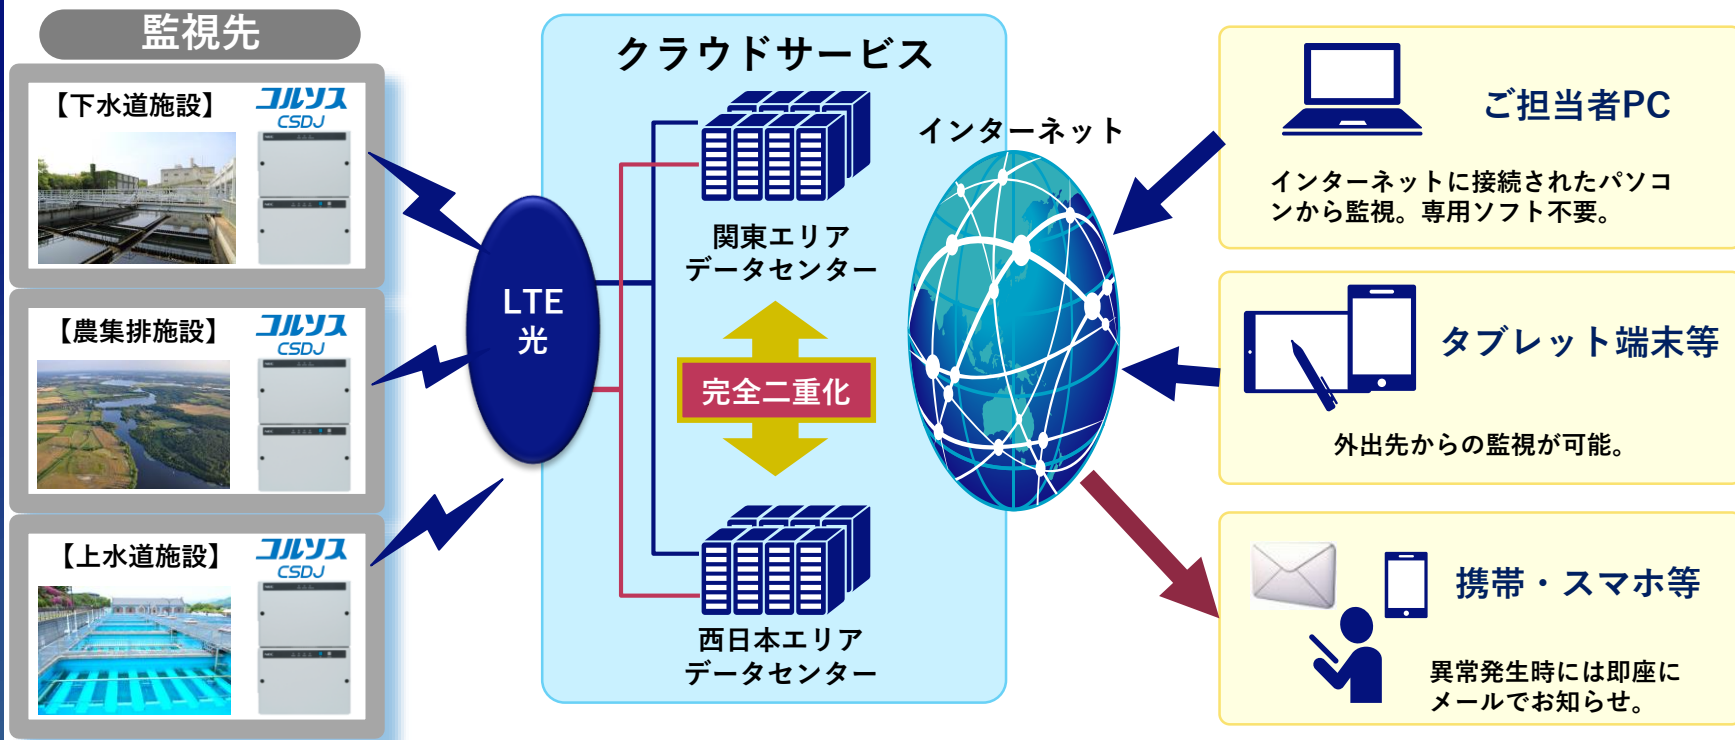 監視先
【下水道施設】
コルソス
CSDJ
【農集排施設】
コルソス
CSDJ
【上水道施設】
コルソス
CSDJ
LTE
光
クラウドサービス
関東エリア
データセンター
完全二重化
西日本エリア
データセンター
インターネット
ご担当者PC
インターネットに接続されたパソコ
ンから監視。専用ソフト不要。
タブレット端末等
外出先からの監視が可能。
携帯・スマホ等
異常発生時には即座に
メールでお知らせ。